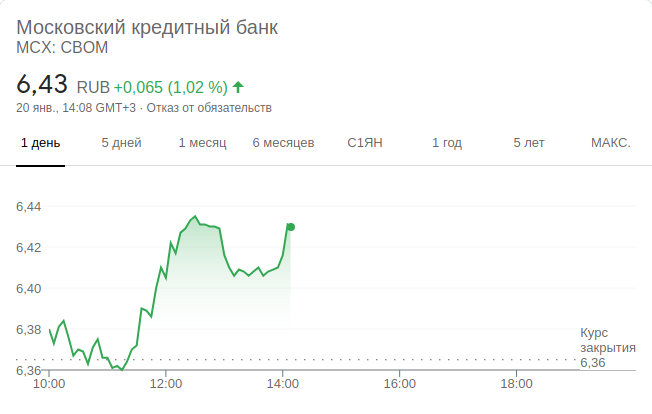 Московский кредитный банк
MCX: CBOM
6,43 RUB +0,065 (1,02 %)
20 янв., 14:08 GMT+3 · Отказ от обязательств
1 день 5 дней 1 месяц 6 месяцев С1ЯН 1 год 5 лет МАКС.
6,44
6,42
6,40
6,38
6,36
Курс
закрытия
6,36
10:00 12:00 14:00 16:00 18:00